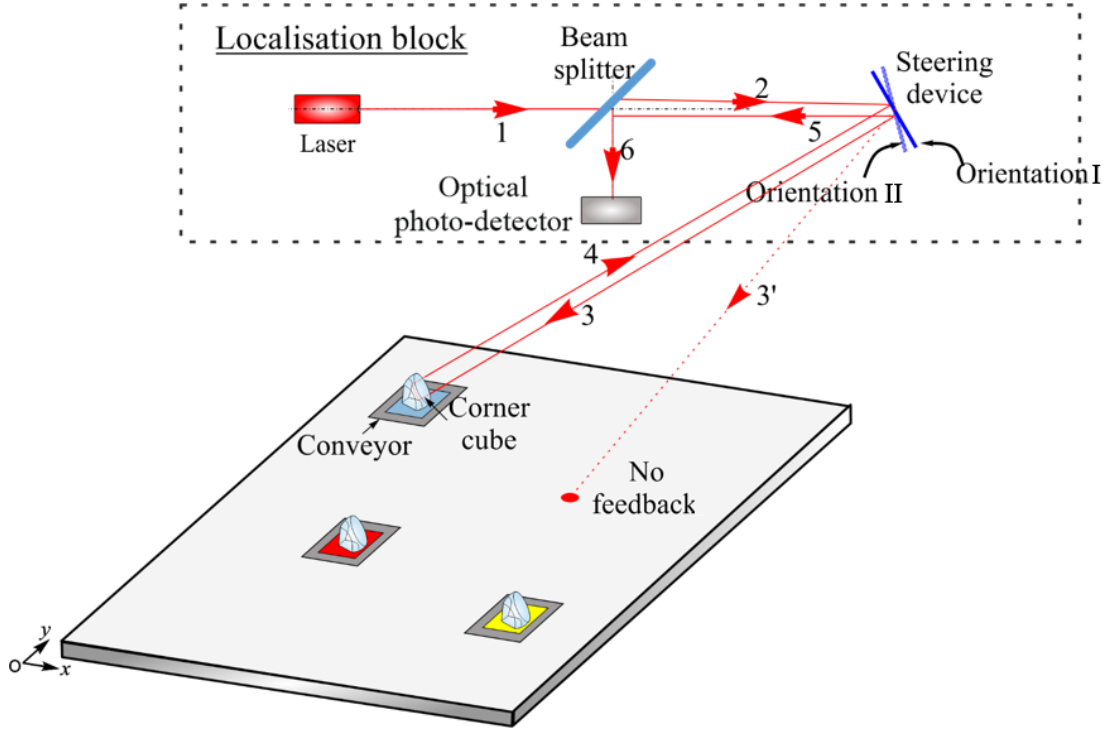 Localisation block
Beam
splitter
Steering
device
2
1
5
Laser
6
Orientation I
Orientation II
Optical
photo-detector
4
3
3'
Corner
cube
Conveyor
No
feedback
y
O
x